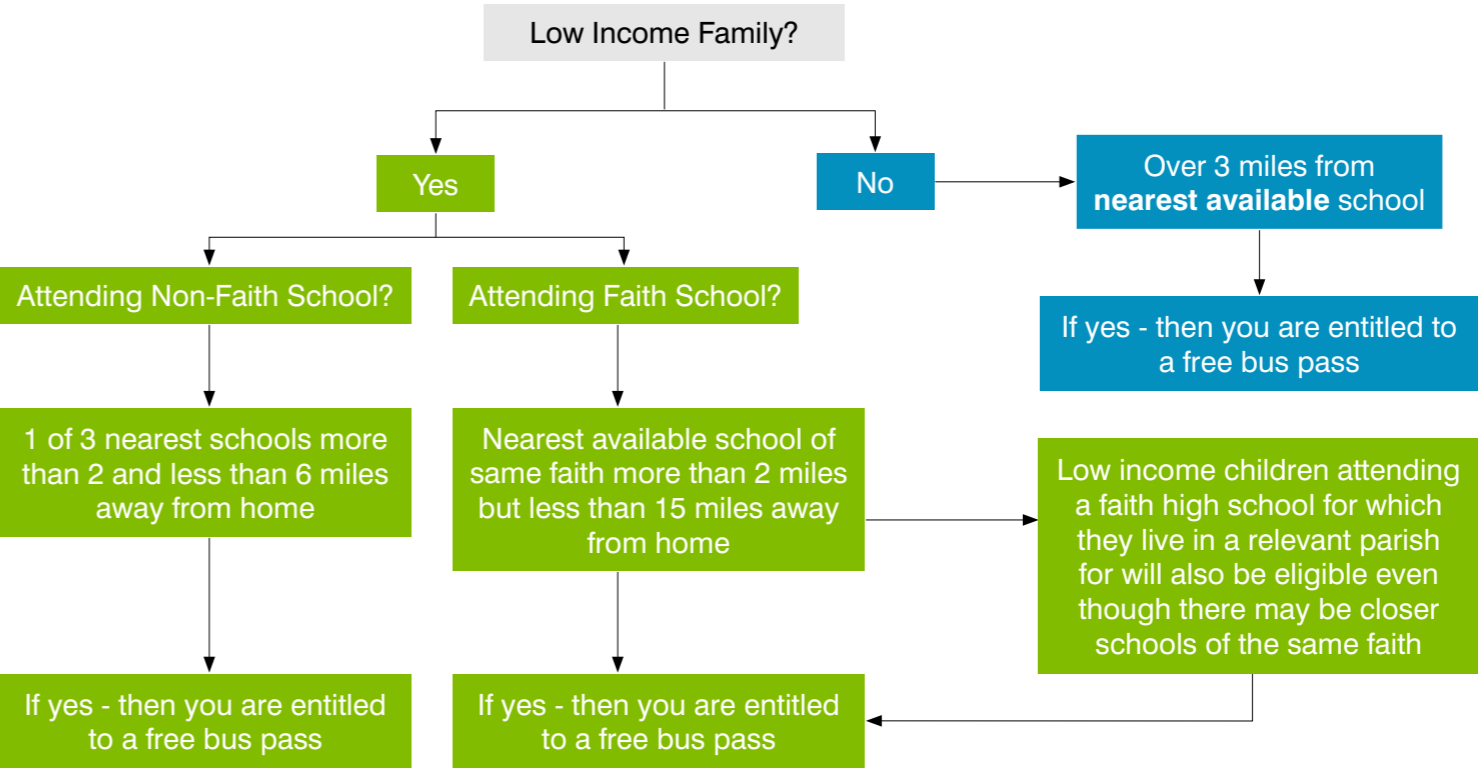 Low Income Family?
Yes
No
Over 3 miles from
nearest available school
Attending Non-Faith School?
Attending Faith School?
If yes - then you are entitled to
a free bus pass
1 of 3 nearest schools more
than 2 and less than 6 miles
away from home
Nearest available school of
same faith more than 2 miles
but less than 15 miles away
from home
Low income children attending
a faith high school for which
they live in a relevant parish
for will also be eligible even
though there may be closer
schools of the same faith
If yes - then you are entitled
to a free bus pass
If yes - then you are entitled
to a free bus pass